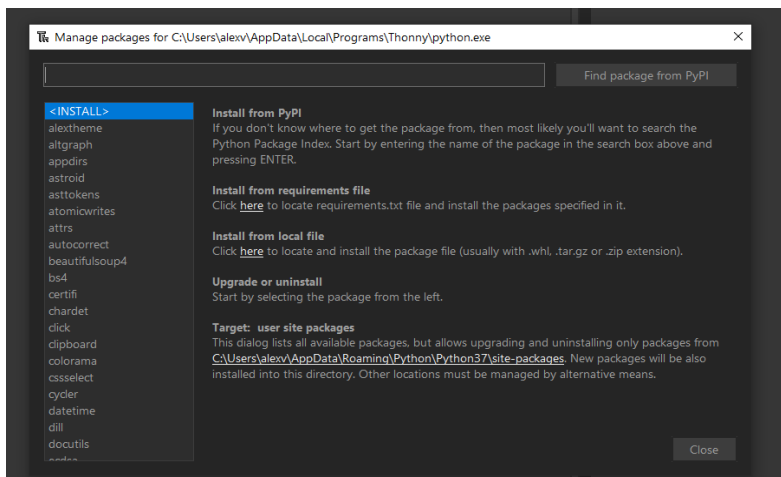 Manage packages for C:\Users\alexv\AppData\Local\Programs\Thonny\python.exe
Find package from PyPI
<INSTALL>
alextheme
altgraph
appdirs
astroid
asttokens
atomicwrites
attrs
autocorrect
beautifulsoup4
bs4
certifi
chardet
click
clipboard
colorama
cssselect
cycler
datetime
dill
docutils
Install from PyPI
If you don't know where to get the package from, then most likely you'll want to search the
Python Package Index. Start by entering the name of the package in the search box above and
pressing ENTER.
Install from requirements file
Click here to locate requirements.txt file and install the packages specified in it.
Install from local file
Click here to locate and install the package file (usually with .whl, .tar.gz or .zip extension).
Upgrade or uninstall
Start by selecting the package from the left.
Target: user site packages
This dialog lists all available packages, but allows upgrading and uninstalling only packages from
C:\Users\alexv\AppData\Roaming\Python\Python37\site-packages. New packages will be also
installed into this directory. Other locations must be managed by alternative means.
Close